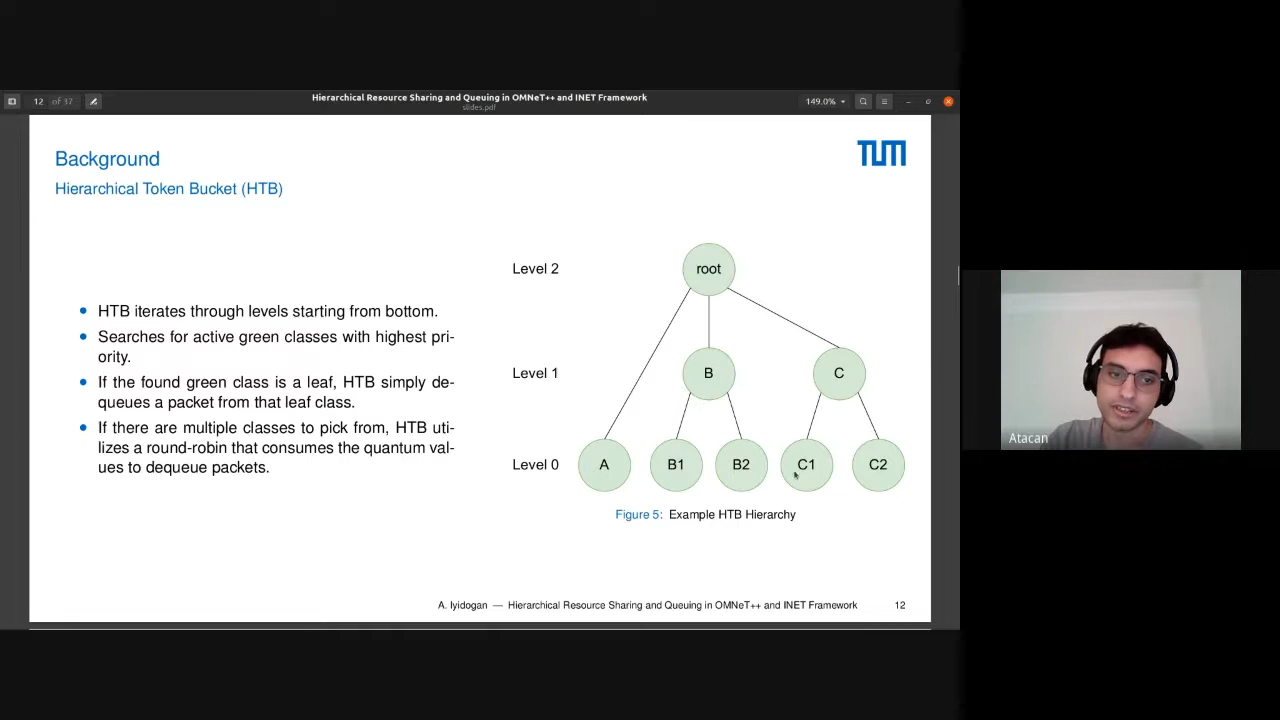 12 of 37
Hierarchical Resource Sharing and Queuing in OMNeT++ and INET Framework
slides.pdf
149.0%
Background
TUM
Hierarchical Token Bucket (HTB)
Level 2
root
HTB iterates through levels starting from bottom.
Searches for active green classes with highest pri-
ority.
If the found green class is a leaf, HTB simply de-
queues a packet from that leaf class.
If there are multiple classes to pick from, HTB uti-
lizes a round-robin that consumes the quantum val-
ues to dequeue packets.
Level 1
B
C
Level 0
A
B1
B2
C1
C2
Figure 5: Example HTB Hierarchy
A. Iyidogan — Hierarchical Resource Sharing and Queuing in OMNeT++ and INET Framework
12
Atacan